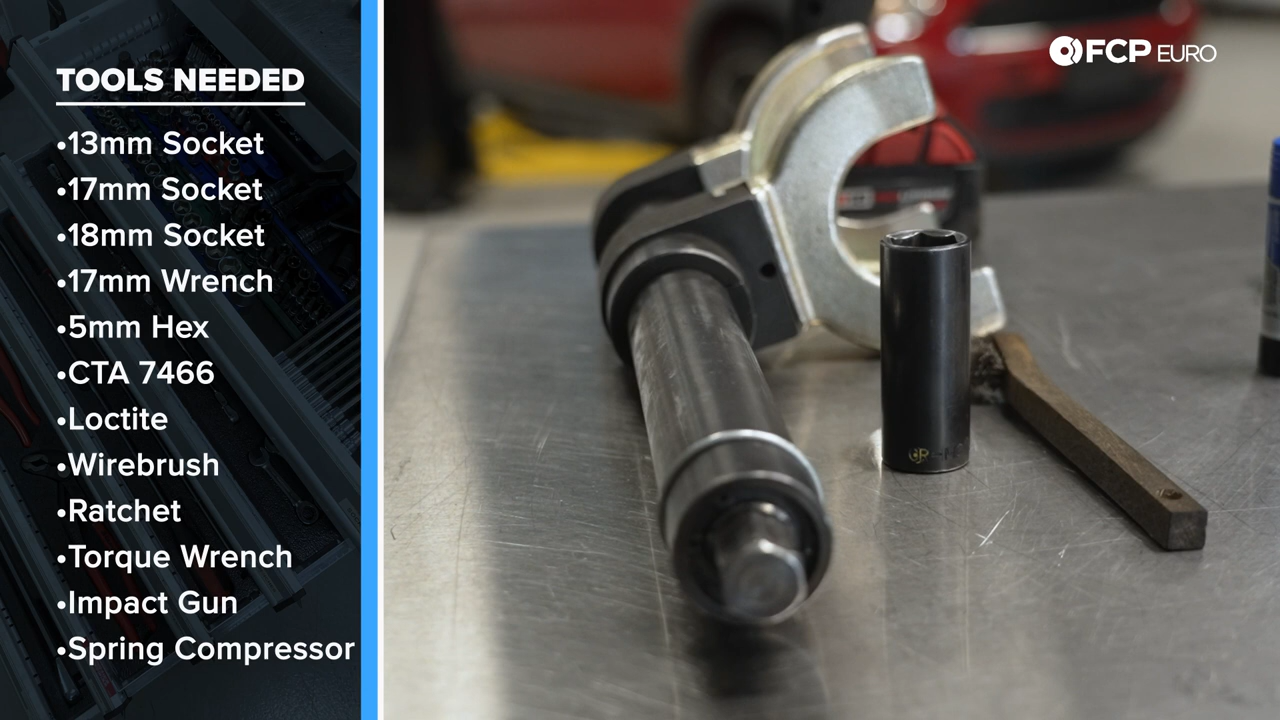 TOOLS NEEDED
•13mm Socket
•17mm Socket
•18mm Socket
•17mm Wrench
•5mm Hex
•CTA 7466
•Loctite
•Wirebrush
•Ratchet
•Torque Wrench
•Impact Gun
•Spring Compressor
FCP EURO